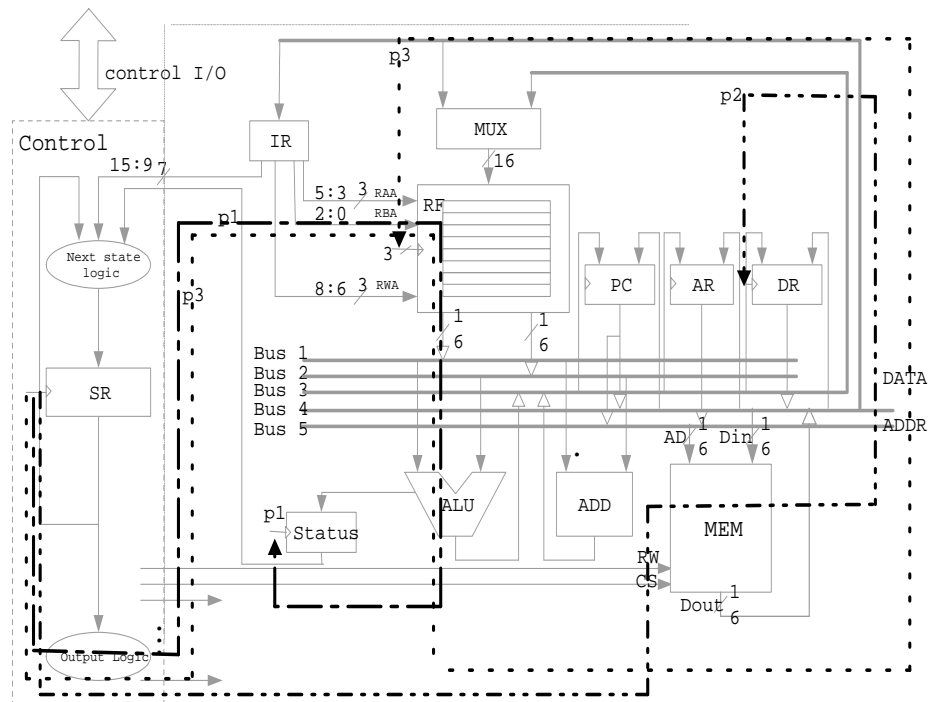 p3
control I/O
p2
Control
IR
MUX
15:9 7
16
5:3 3 RAA
2:0 RBA
RF
p1
3
Next state
logic
PC
AR
DR
8:6 3 RWA
p3
1
6
1
6
Bus 1
Bus 2
Bus 3
Bus 4
Bus 5
DATA
ADDR
SR
AD 1
6
Din 1
6
ALU
ADD
MEM
p1
Status
RW
CS
Dout 1
6
Output Logic